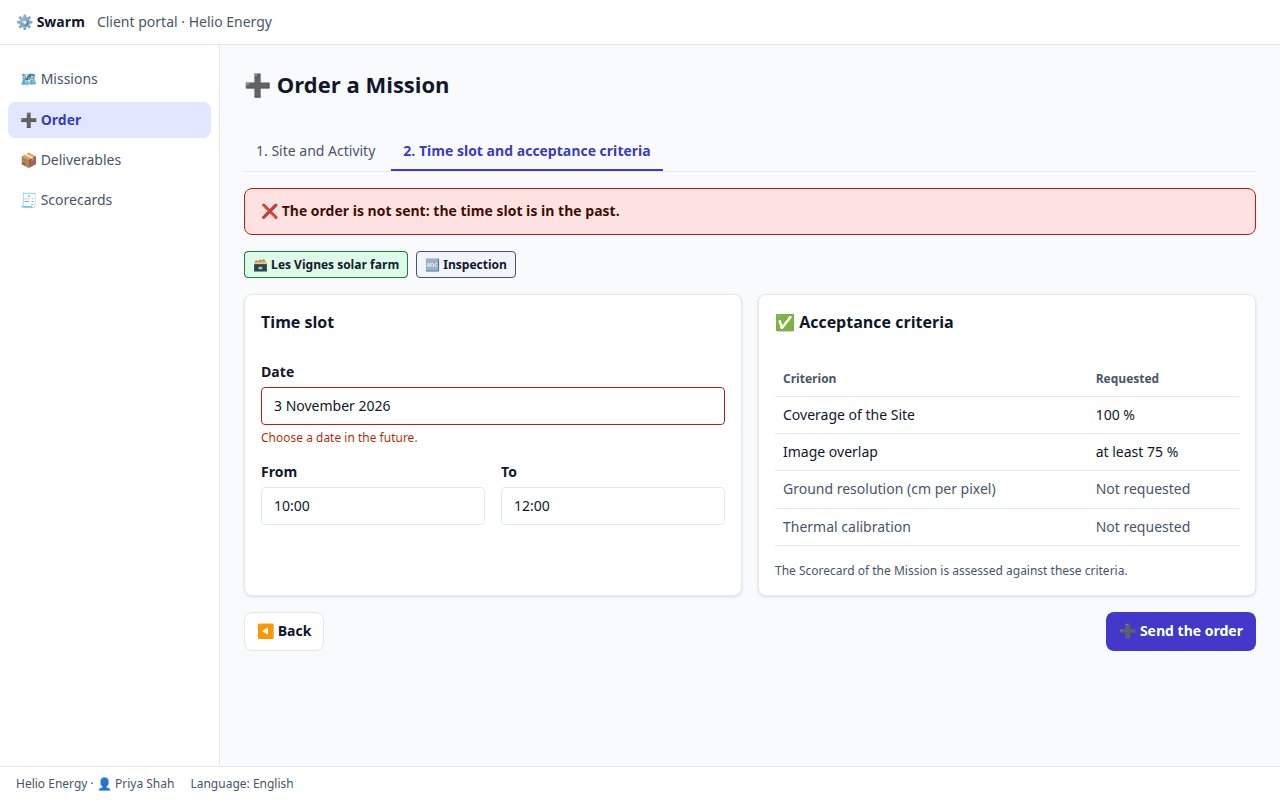 ⚙️ Swarm Client portal · Helio Energy
🗺️ Missions
➕ Order
📦 Deliverables
🧾 Scorecards
➕ Order a Mission
1. Site and Activity
2. Time slot and acceptance criteria
❌ The order is not sent: the time slot is in the past.
🗃️ Les Vignes solar farm
🔤 Inspection
Time slot
Date
3 November 2026
Choose a date in the future.
From To
10:00 12:00
✅ Acceptance criteria
Criterion Requested
Coverage of the Site 100 %
Image overlap at least 75 %
Ground resolution (cm per pixel) Not requested
Thermal calibration Not requested
The Scorecard of the Mission is assessed against these criteria.
◀️ Back
➕ Send the order
Helio Energy · 👤 Priya Shah Language: English